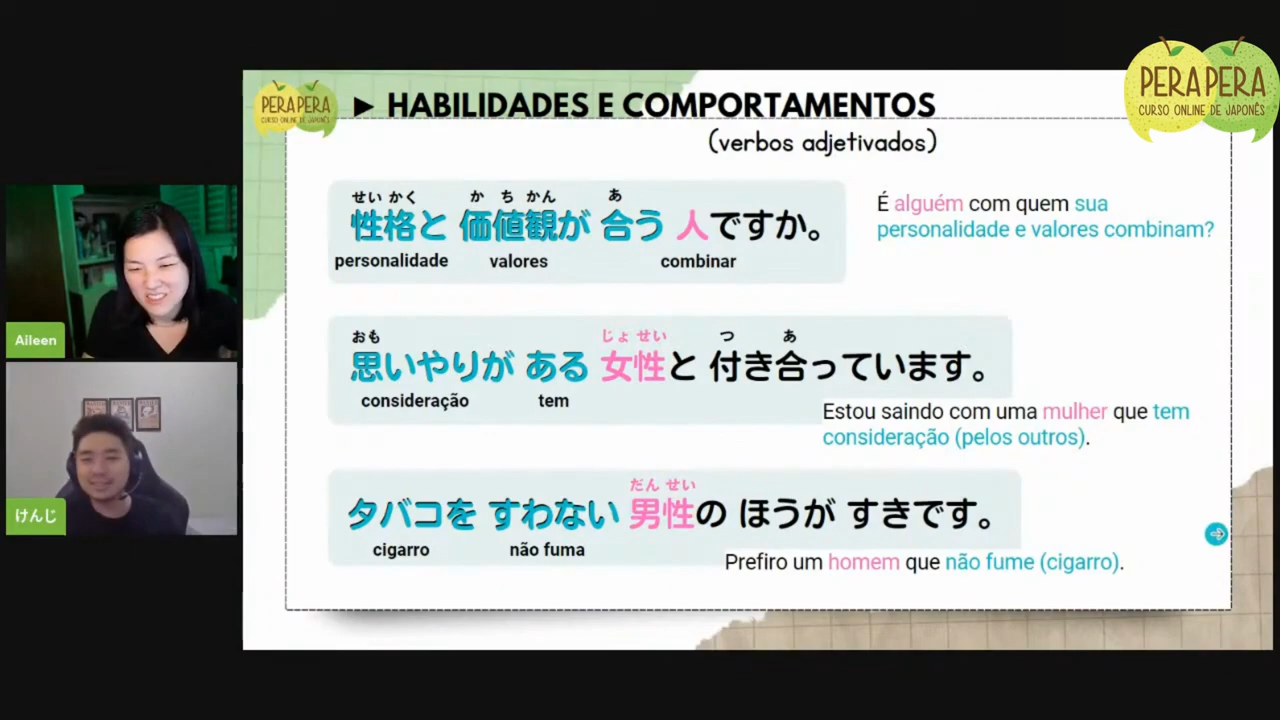 PERA PERA
CURSO ONLINE DE JAPONÊS
PERA PERA
CURSO ONLINE DE JAPONÊS
► HABILIDADES E COMPORTAMENTOS
(verbos adjetivados)
せい かく か ち かん あ
性格と 価値観が 合う 人ですか。
personalidade valores combinar
É alguém com quem sua
personalidade e valores combinam?
おも じょ せい つ あ
思いやりが ある 女性と 付き合っています。
consideração tem
Estou saindo com uma mulher que tem
consideração (pelos outros).
だん せい
タバコを すわない 男性の ほうが すきです。
cigarro não fuma
Prefiro um homem que não fume (cigarro).
Aileen
けんじ